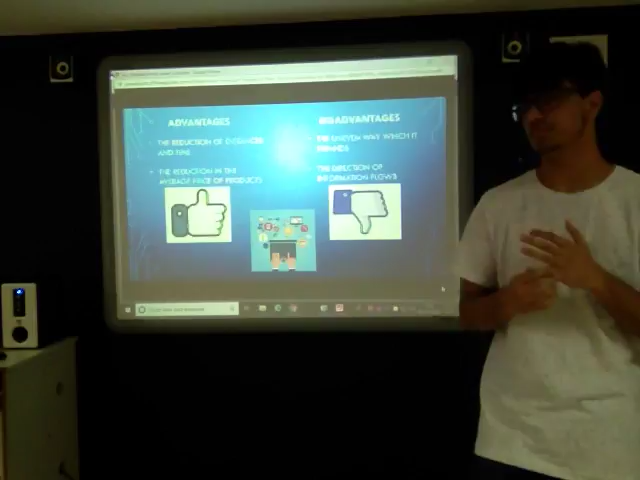 ADVANTAGES
THE REDUCTION OF DISTANCES
AND TIME
THE REDUCTION IN THE
AVERAGE PRICE OF PRODUCTS
DISADVANTAGES
THE UNEVEN WAY WHICH IT
EXPANDS
THE DIRECTION OF
INFORMATION FLOWS